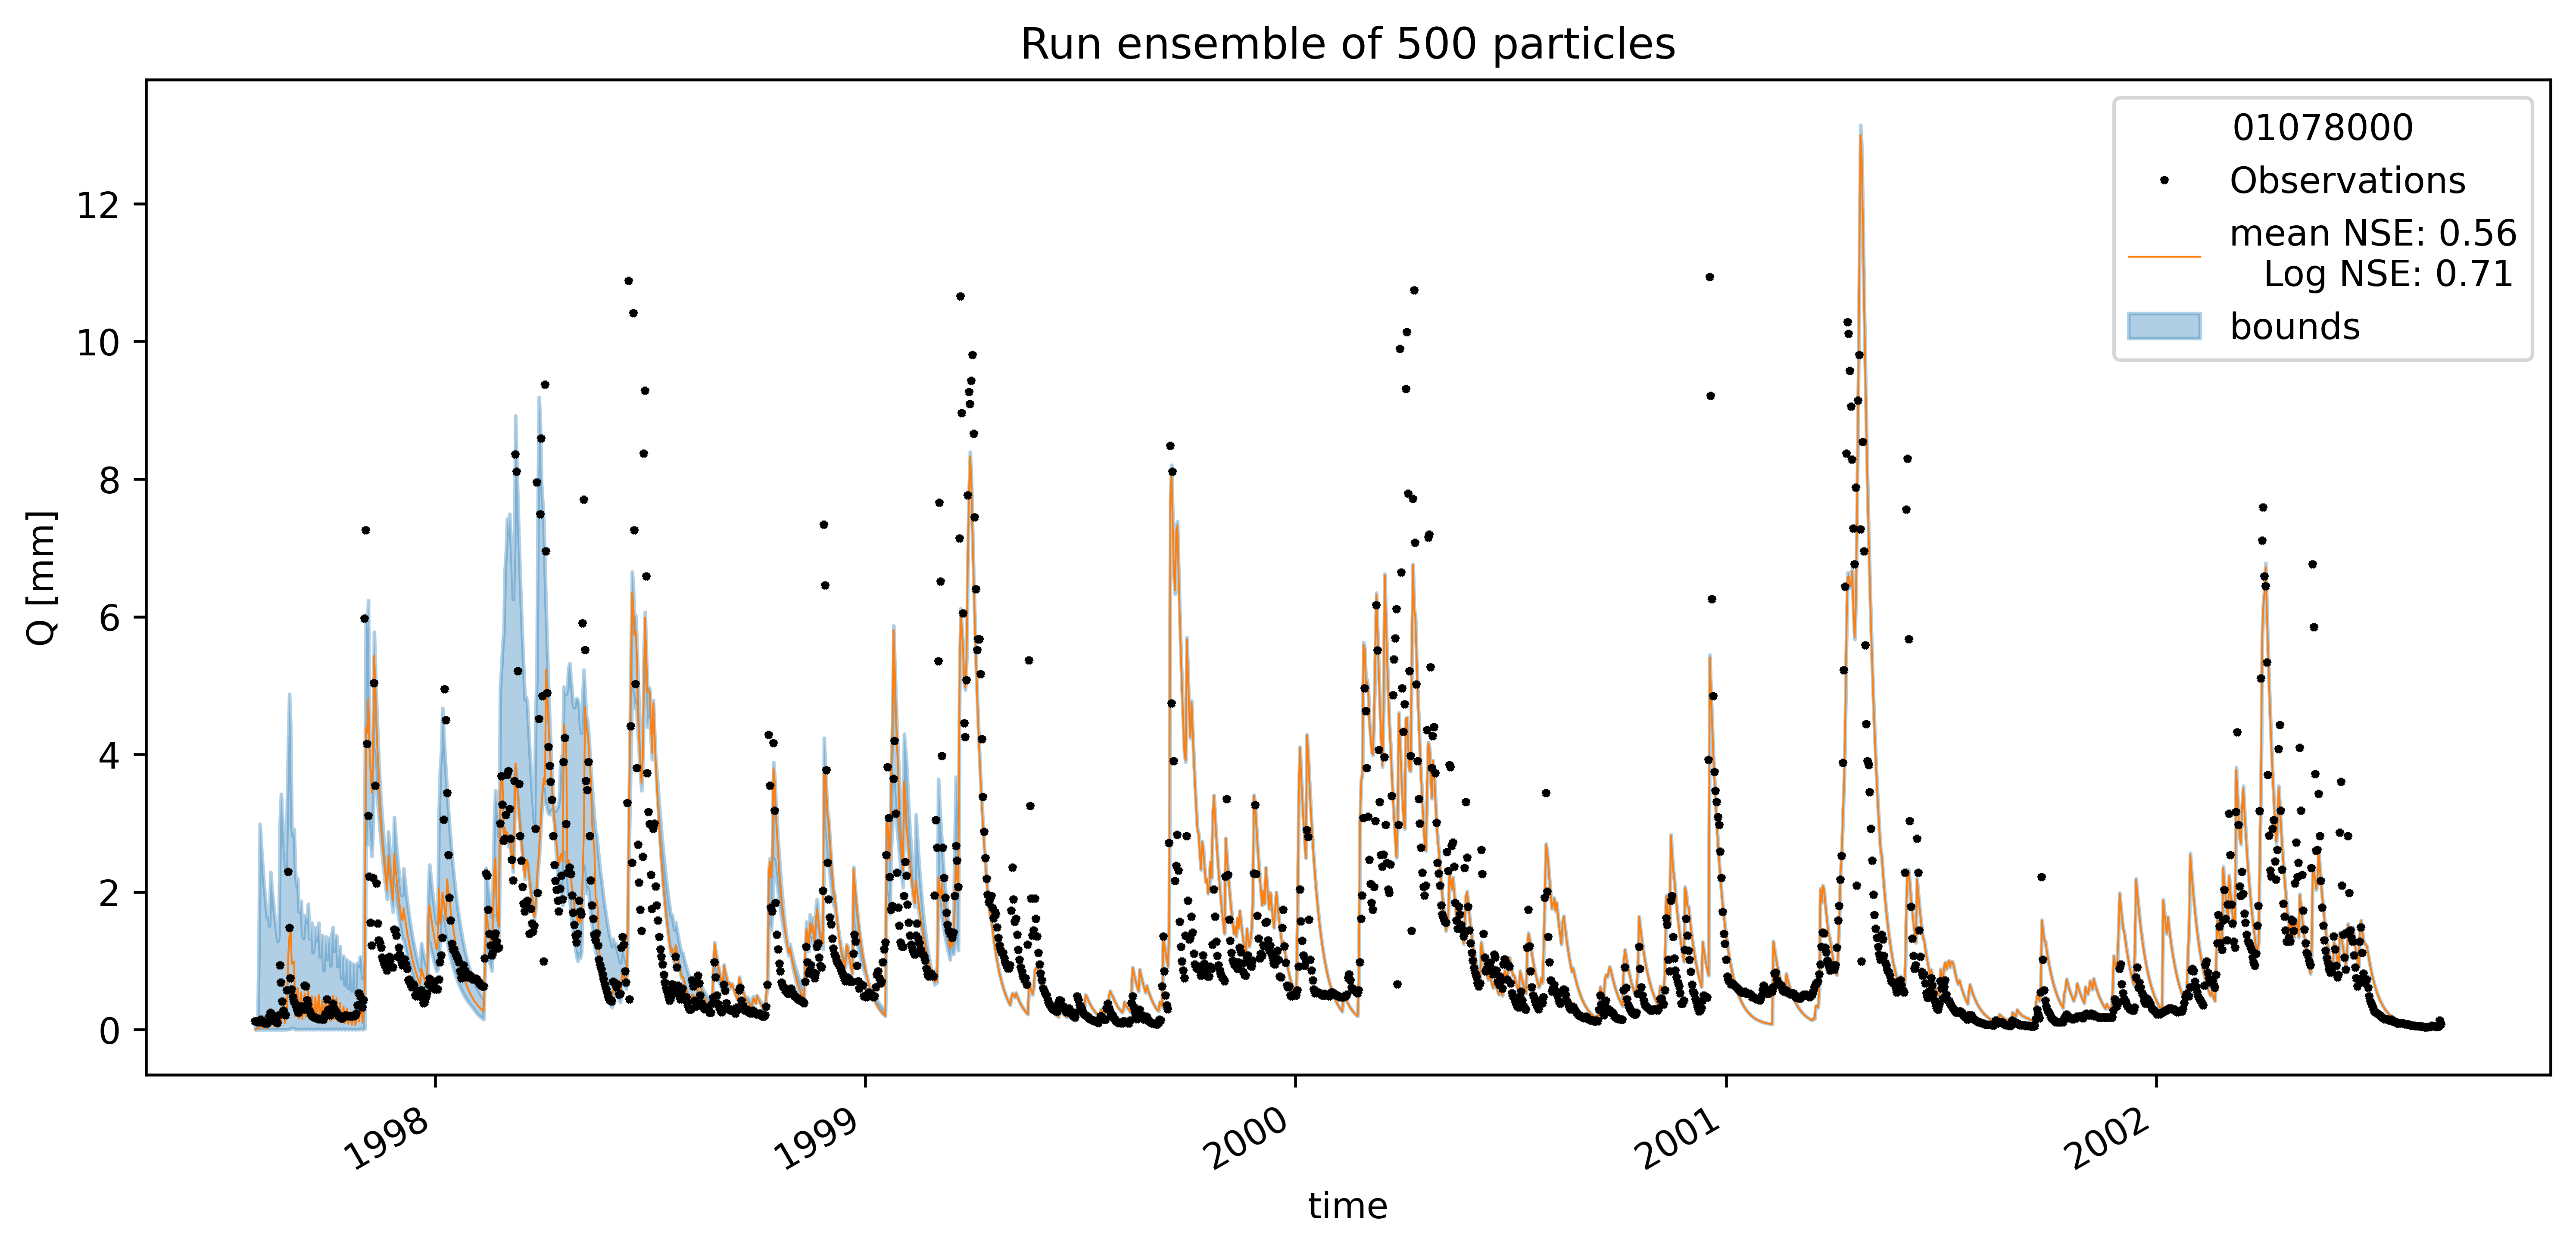 Run ensemble of 500 particles
01078000
Observations
mean NSE: 0.56
Log NSE: 0.71
bounds
Q [mm]
12
10
8
6
4
2
0
1998
1999
2000
2001
2002
time